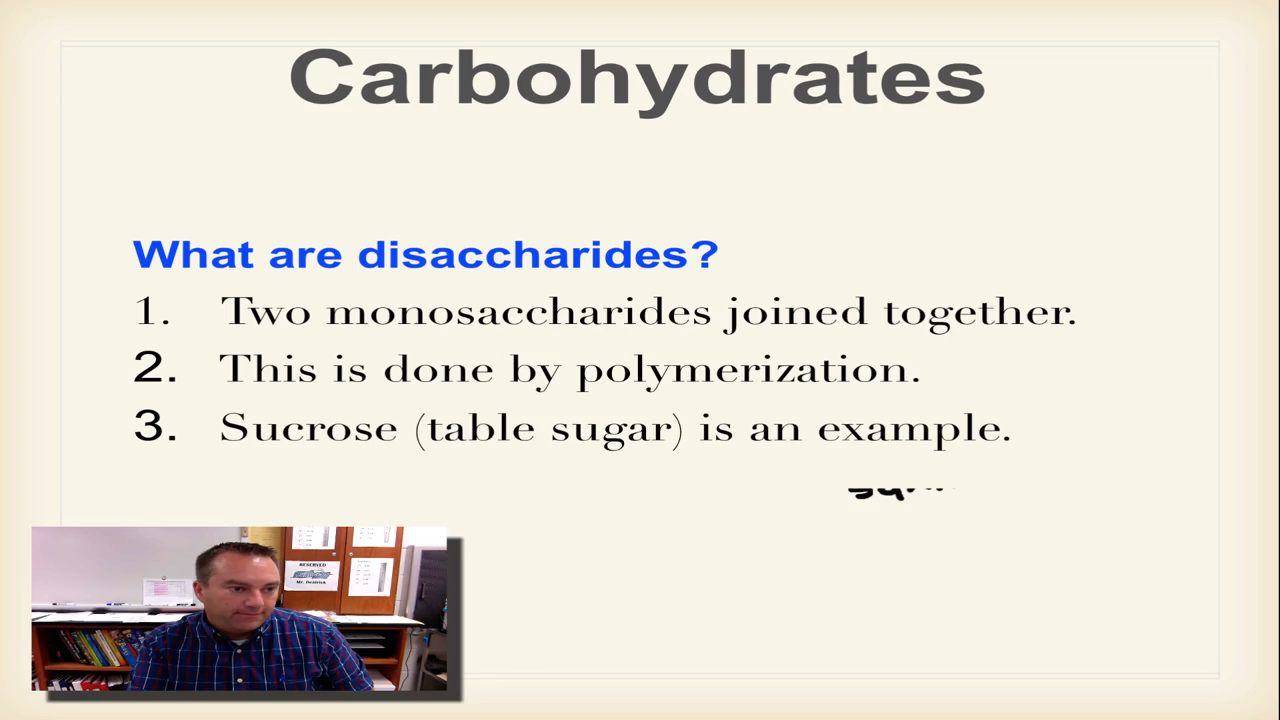 Carbohydrates
What are disaccharides?
1. Two monosaccharides joined together.
2. This is done by polymerization.
3. Sucrose (table sugar) is an example.
RESERVED